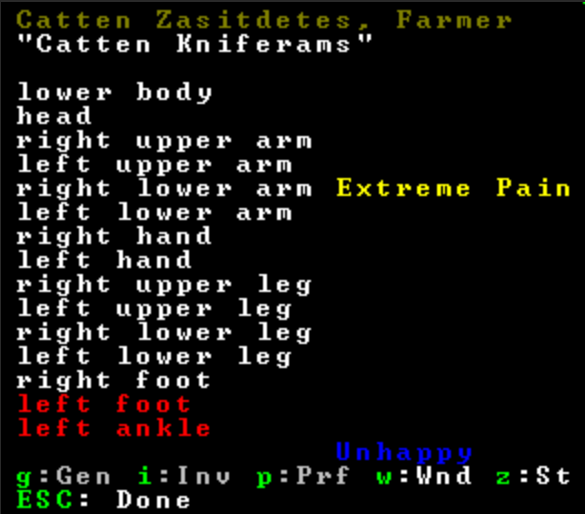 Catten Zasitdetes, Farmer
"Catten Kniferams"
lower body
head
right upper arm
left upper arm
right lower arm Extreme Pain
left lower arm
right hand
left hand
right upper leg
left upper leg
right lower leg
left lower leg
right foot
left foot
left ankle
Unhappy
g:Gen i:Inv p:Prf w:Wnd z:St
ESC: Done